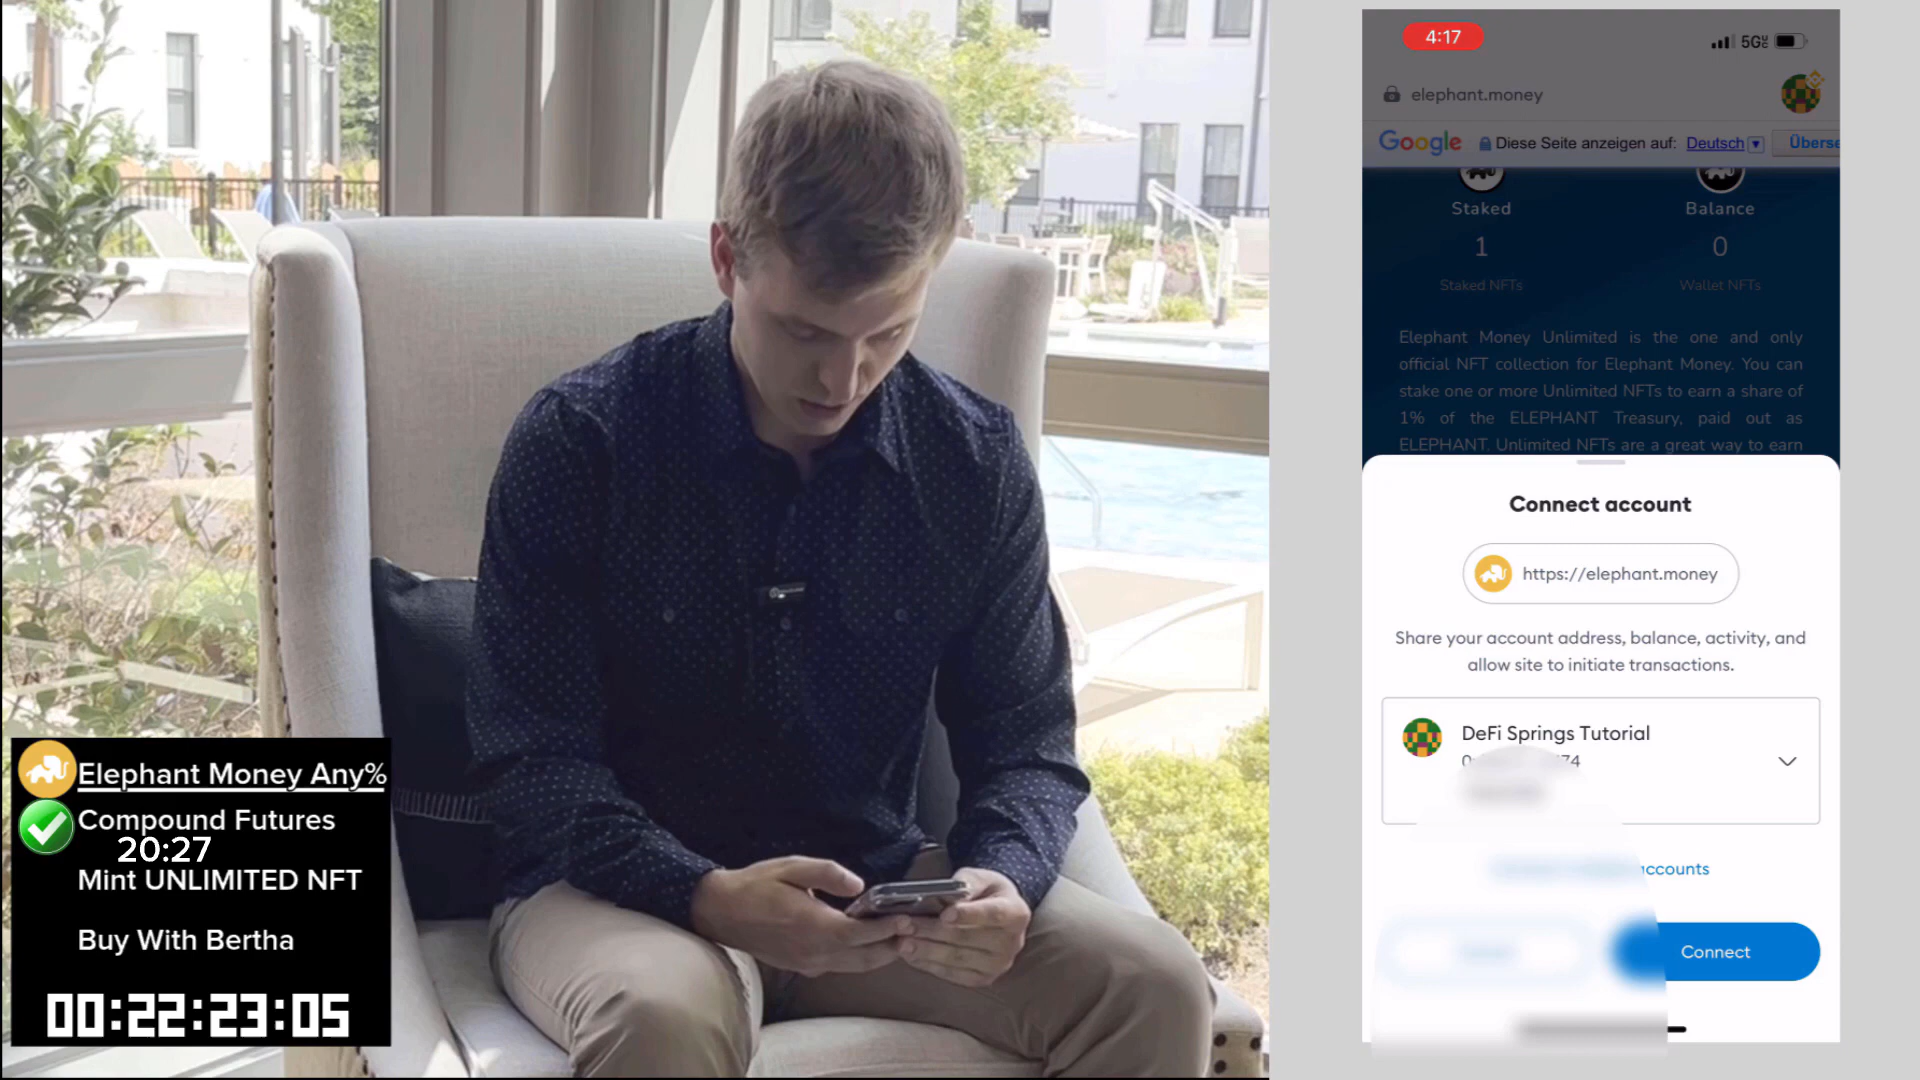 Elephant Money Any%
Compound Futures
20:27
Mint UNLIMITED NFT
Buy With Bertha
00:22:23:05
4:17
5G
elephant.money
Google Diese Seite anzeigen auf: Deutsch Überse
Staked Balance
1 0
Staked NFTs Wallet NFTs
Elephant Money Unlimited is the one and only
official NFT collection for Elephant Money. You can
stake one or more Unlimited NFTs to earn a share of
1% of the ELEPHANT Treasury, paid out as
ELEPHANT. Unlimited NFTs are a great way to earn
Connect account
https://elephant.money
Share your account address, balance, activity, and
allow site to initiate transactions.
DeFi Springs Tutorial
74
accounts
Connect